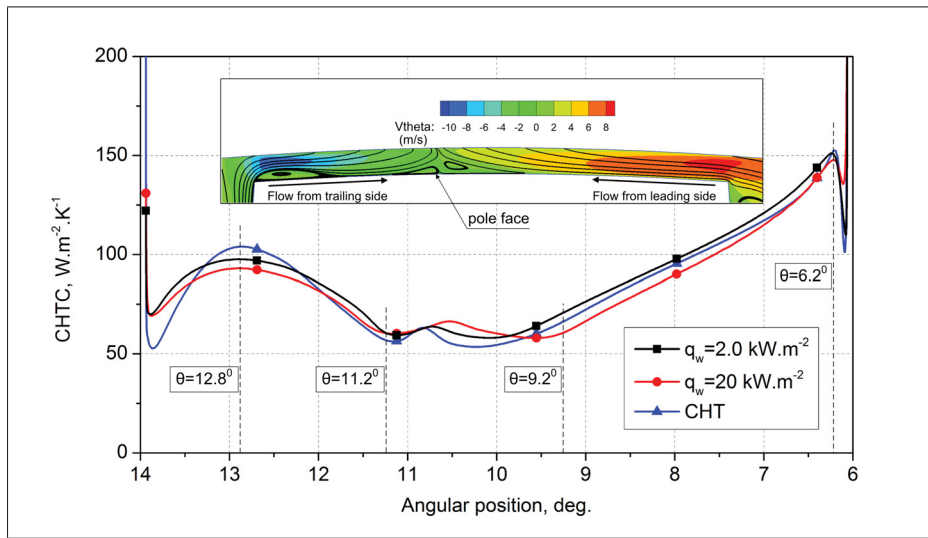 200
150
100
50
0
CHTC, W.m⁻².K⁻¹
Vtheta: -10 -8 -6 -4 -2 0 2 4 6 8
(m/s)
Flow from trailing side
Flow from leading side
pole face
θ=12.8⁰
θ=11.2⁰
θ=9.2⁰
θ=6.2⁰
q_w=2.0 kW.m⁻²
q_w=20 kW.m⁻²
CHT
14 13 12 11 10 9 8 7 6
Angular position, deg.